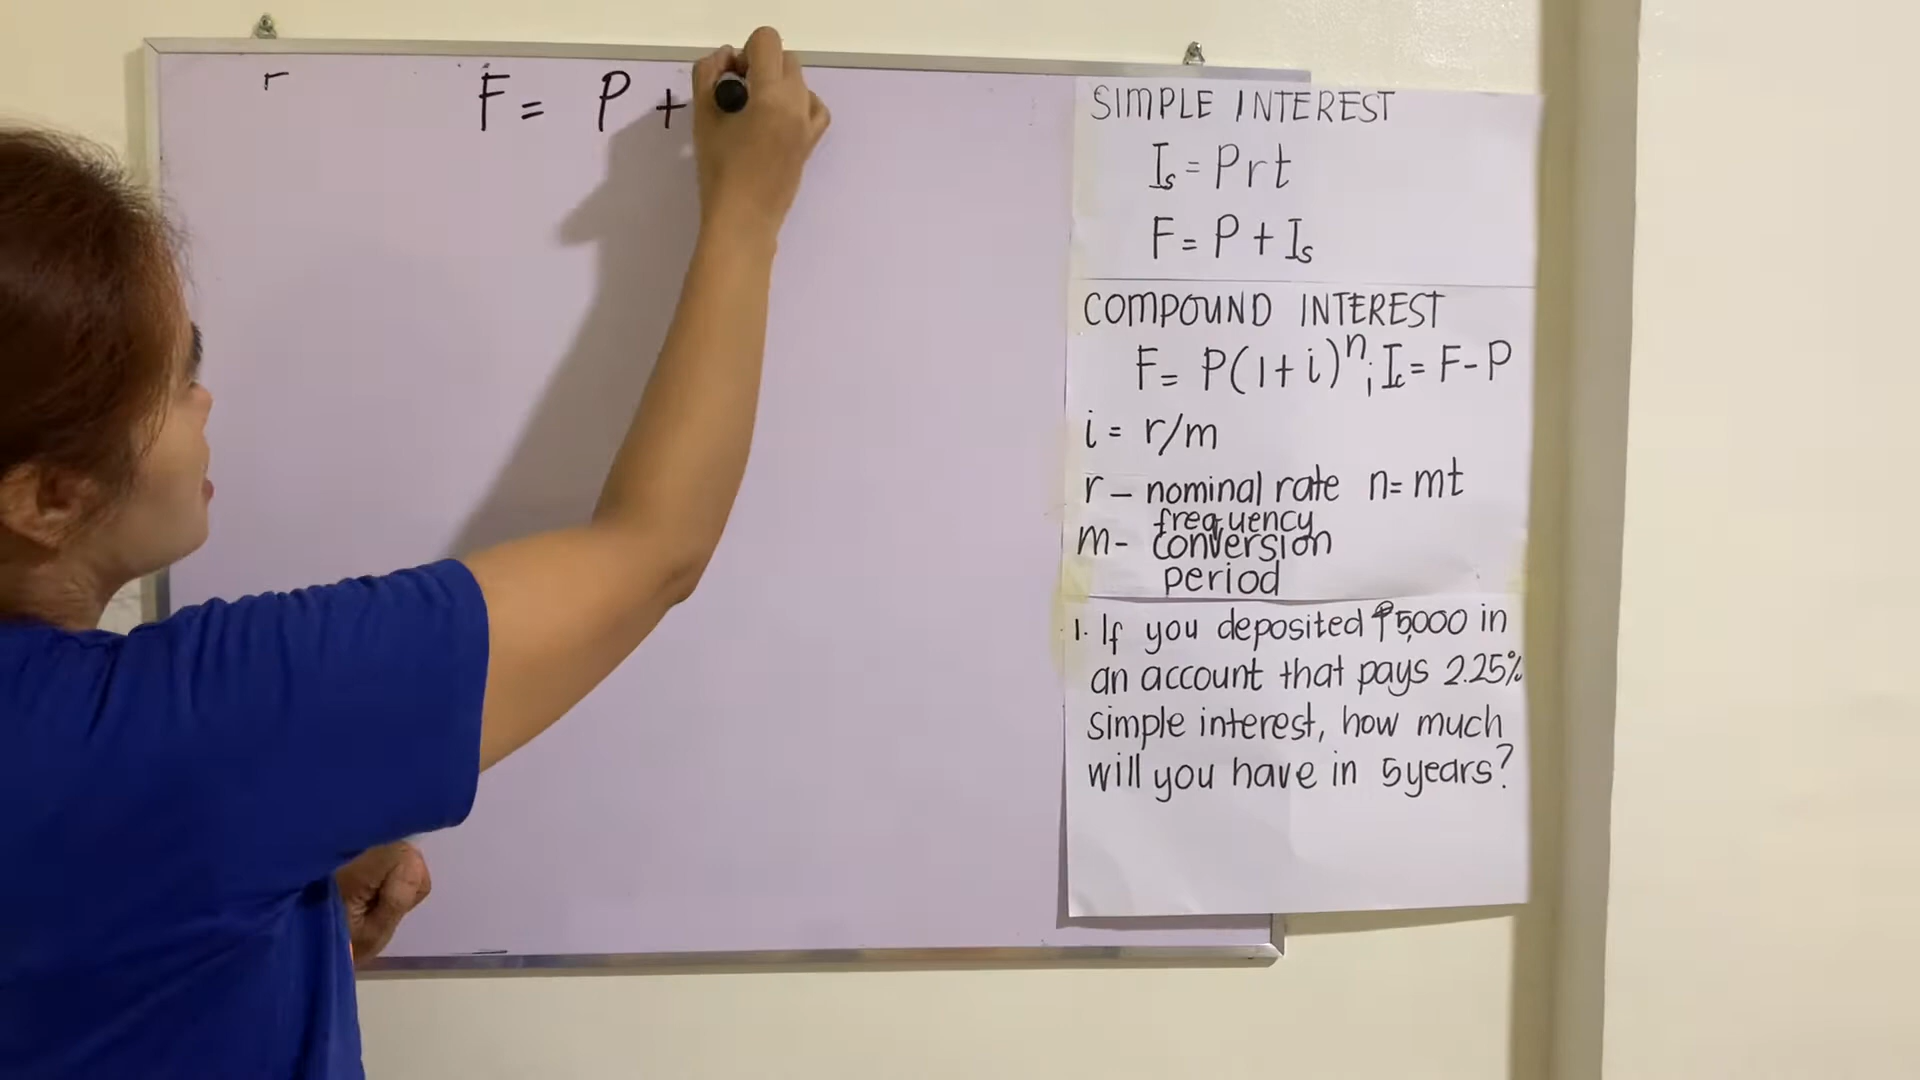 r
F = P +
SIMPLE INTEREST
Is = Prt
F = P + Is
COMPOUND INTEREST
F = P(1+i)ⁿ; Ic = F - P
i = r/m
r – nominal rate n = mt
m - frequency conversion period
1. If you deposited ₱5,000 in
an account that pays 2.25%
simple interest, how much
will you have in 5 years?